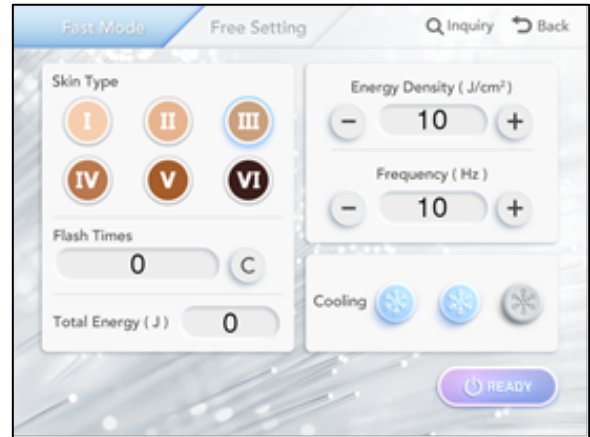 Fast Mode
Free Setting
Inquiry
Back
Skin Type
I II III
IV V VI
Flash Times
0 C
Total Energy ( J ) 0
Energy Density ( J/cm²)
− 10 +
Frequency ( Hz )
− 10 +
Cooling
READY